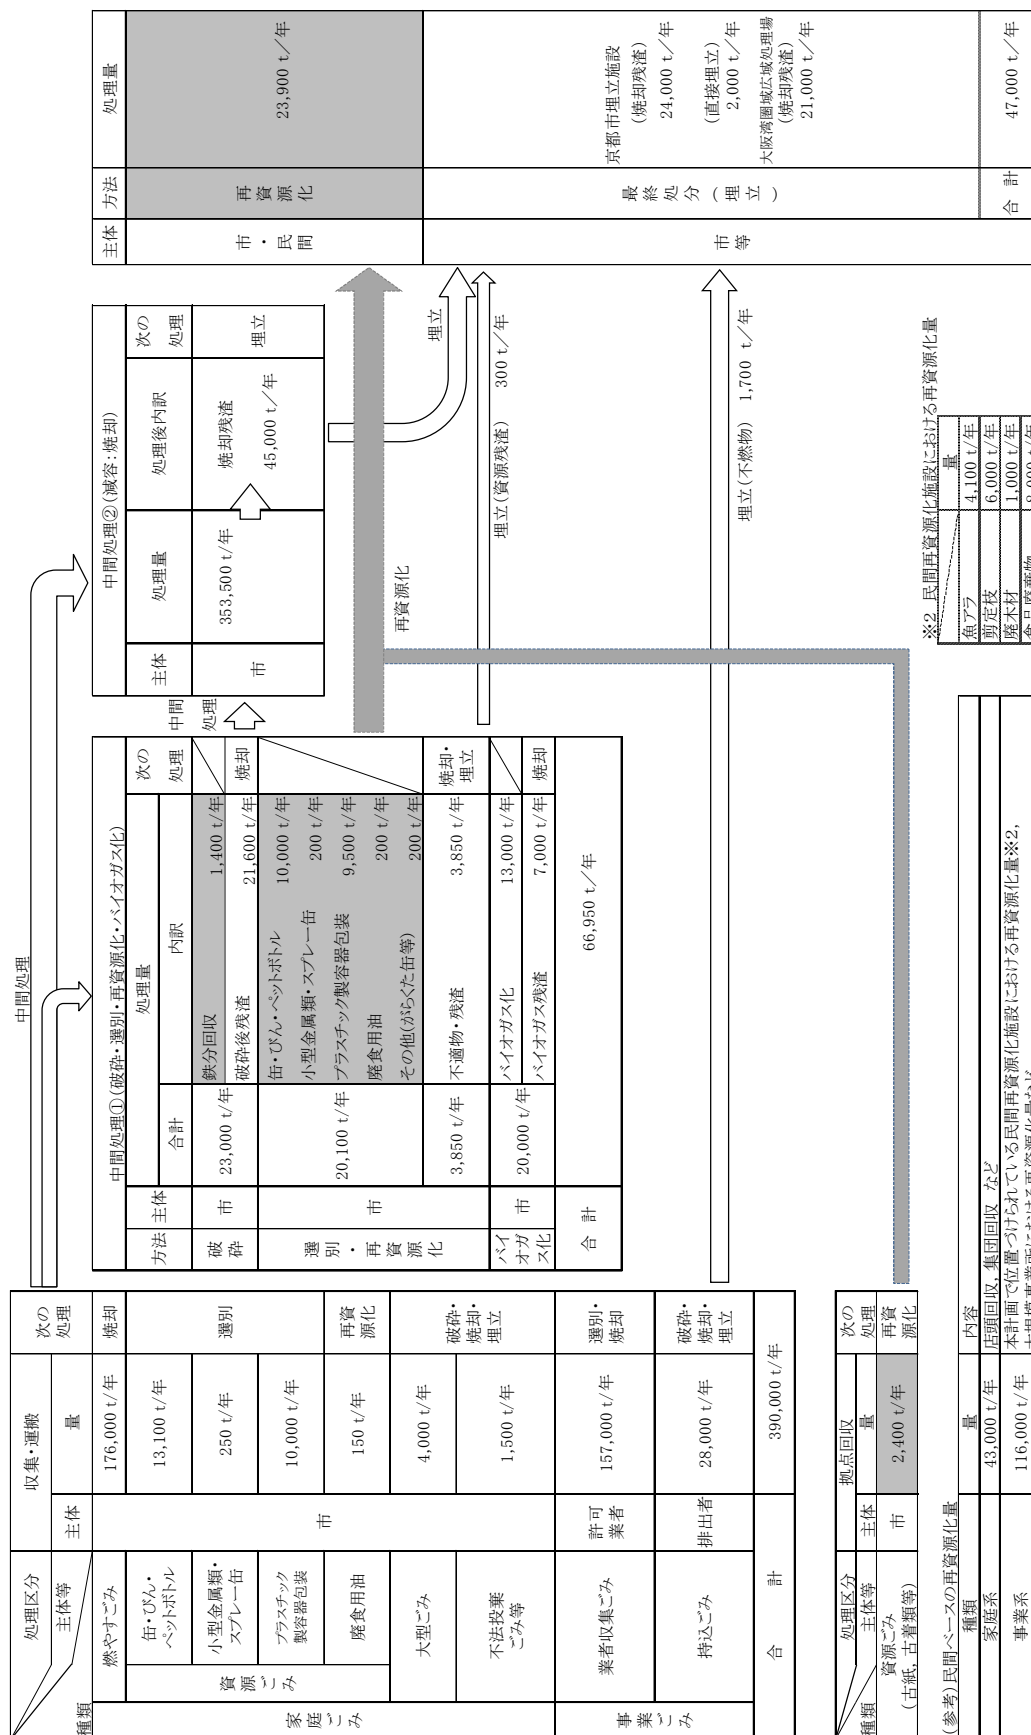 処理区分
収集・運搬
次の
処理
主体等
主体
量
種類
家庭ごみ
燃やすごみ
市
176,000 t/年
焼却
資源ごみ
缶・びん・
ペットボトル
13,100 t/年
選別
小型金属類・
スプレー缶
250 t/年
プラスチック
製容器包装
10,000 t/年
廃食用油
150 t/年
再資
源化
大型ごみ
4,000 t/年
破砕・
焼却・
埋立
不法投棄
ごみ等
1,500 t/年
事業ごみ
業者収集ごみ
許可
業者
157,000 t/年
選別・
焼却
持込ごみ
排出者
28,000 t/年
破砕・
焼却・
埋立
合 計
390,000 t/年
処理区分
拠点回収
次の
処理
主体等
主体
量
種類
資源ごみ
(古紙,古着類等)
市
2,400 t/年
再資
源化
(参考)民間ベースの再資源化量
種類
量
内容
家庭系
43,000 t/年
店頭回収,集団回収 など
事業系
116,000 t/年
本計画で位置づけられている民間再資源化施設における再資源化量※2,
中間処理
中間処理①(破砕・選別・再資源化・バイオガス化)
方法
主体
処理量
次の
処理
合計
内訳
破砕
市
23,000 t/年
鉄分回収
1,400 t/年
破砕後残渣
21,600 t/年
焼却
選別・再資源化
市
20,100 t/年
缶・びん・ペットボトル
10,000 t/年
小型金属類・スプレー缶
200 t/年
プラスチック製容器包装
9,500 t/年
廃食用油
200 t/年
その他(がらくた缶等)
200 t/年
3,850 t/年
不適物・残渣
3,850 t/年
焼却・
埋立
バイ
オガ
ス化
市
20,000 t/年
バイオガス化
13,000 t/年
バイオガス残渣
7,000 t/年
焼却
合 計
66,950 t/年
中間
処理
中間処理②(減容:焼却)
主体
処理量
処理後内訳
次の
処理
市
353,500 t/年
焼却残渣
45,000 t/年
埋立
再資源化
埋立
埋立(資源残渣) 300 t/年
埋立(不燃物) 1,700 t/年
※2 民間再資源化施設における再資源化量
量
魚アラ
4,100 t/年
剪定枝
6,000 t/年
廃木材
1,000 t/年
主体
方法
処理量
市・民間
再資源化
23,900 t/年
市等
最終処分(埋立)
京都市埋立施設
(焼却残渣)
24,000 t/年
(直接埋立)
2,000 t/年
大阪湾圏域広域処理場
(焼却残渣)
21,000 t/年
合 計
47,000 t/年